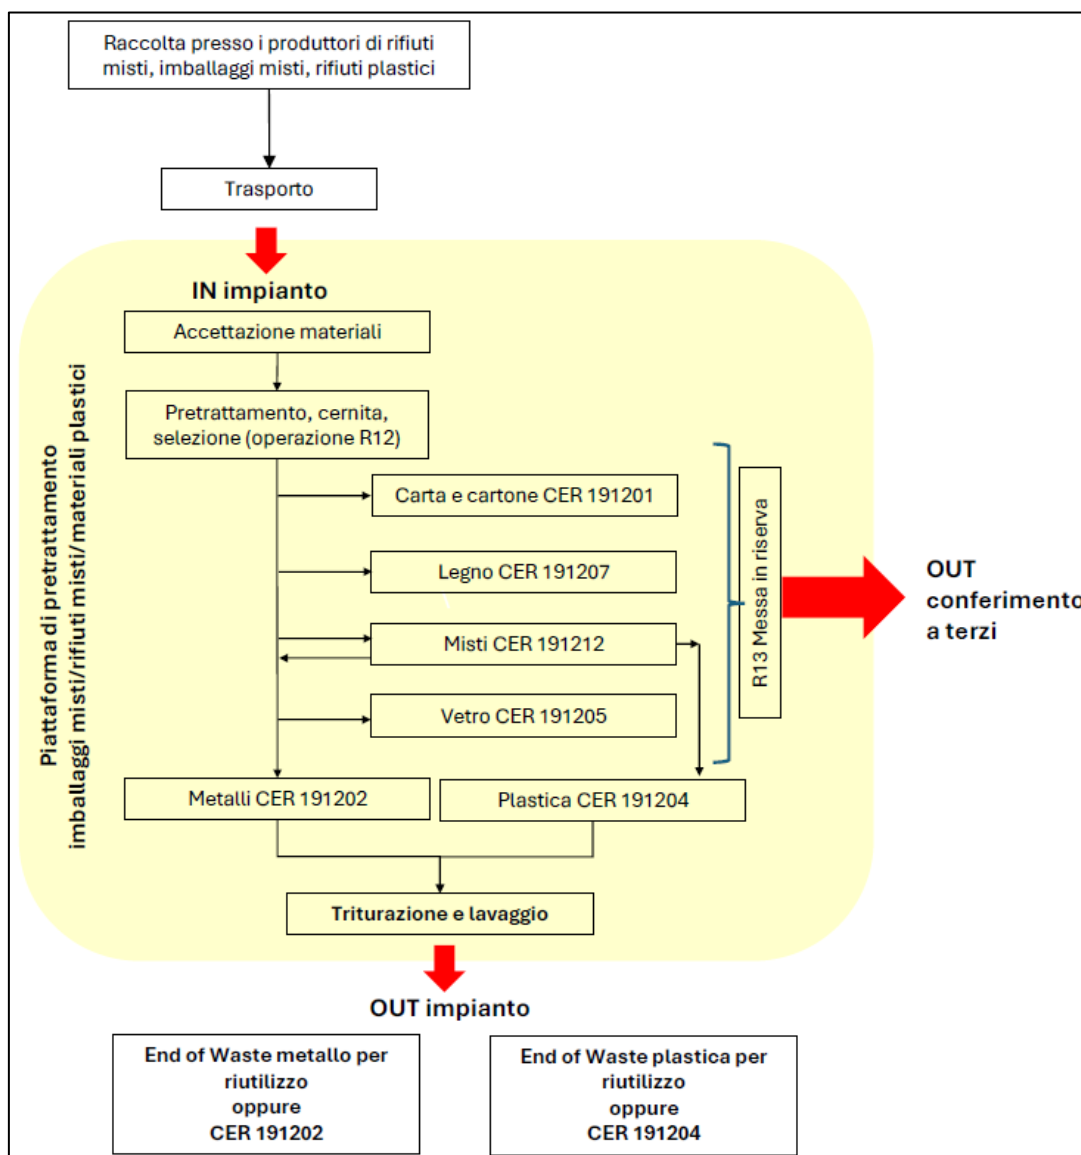 Raccolta presso i produttori di rifiuti
misti, imballaggi misti, rifiuti plastici
Trasporto
IN impianto
Accettazione materiali
Pretrattamento, cernita,
selezione (operazione R12)
Piattaforma di pretrattamento
imballaggi misti/rifiuti misti/materiali plastici
Carta e cartone CER 191201
Legno CER 191207
Misti CER 191212
Vetro CER 191205
R13 Messa in riserva
OUT
conferimento
a terzi
Metalli CER 191202
Plastica CER 191204
Triturazione e lavaggio
OUT impianto
End of Waste metallo per
riutilizzo
oppure
CER 191202
End of Waste plastica per
riutilizzo
oppure
CER 191204